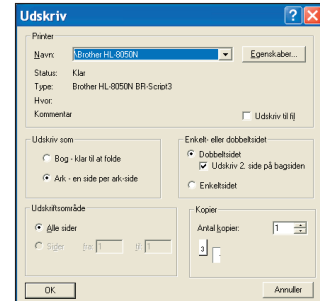 Udskriv
Printer
Navn: \Brother HL-8050N Egenskaber...
Status: Klar
Type: Brother HL-8050N BR-Script3
Hvor:
Kommentar Udskriv til fil
Udskriv som
Bog - klar til at folde
Ark - en side per ark-side
Enkelt- eller dobbeltsidet
Dobbeltsidet
Udskriv 2. side på bagsiden
Enkeltsidet
Udskriftsområde
Alle sider
Sider fra: 1 til: 1
Kopier
Antal kopier: 1
3
OK Annuller